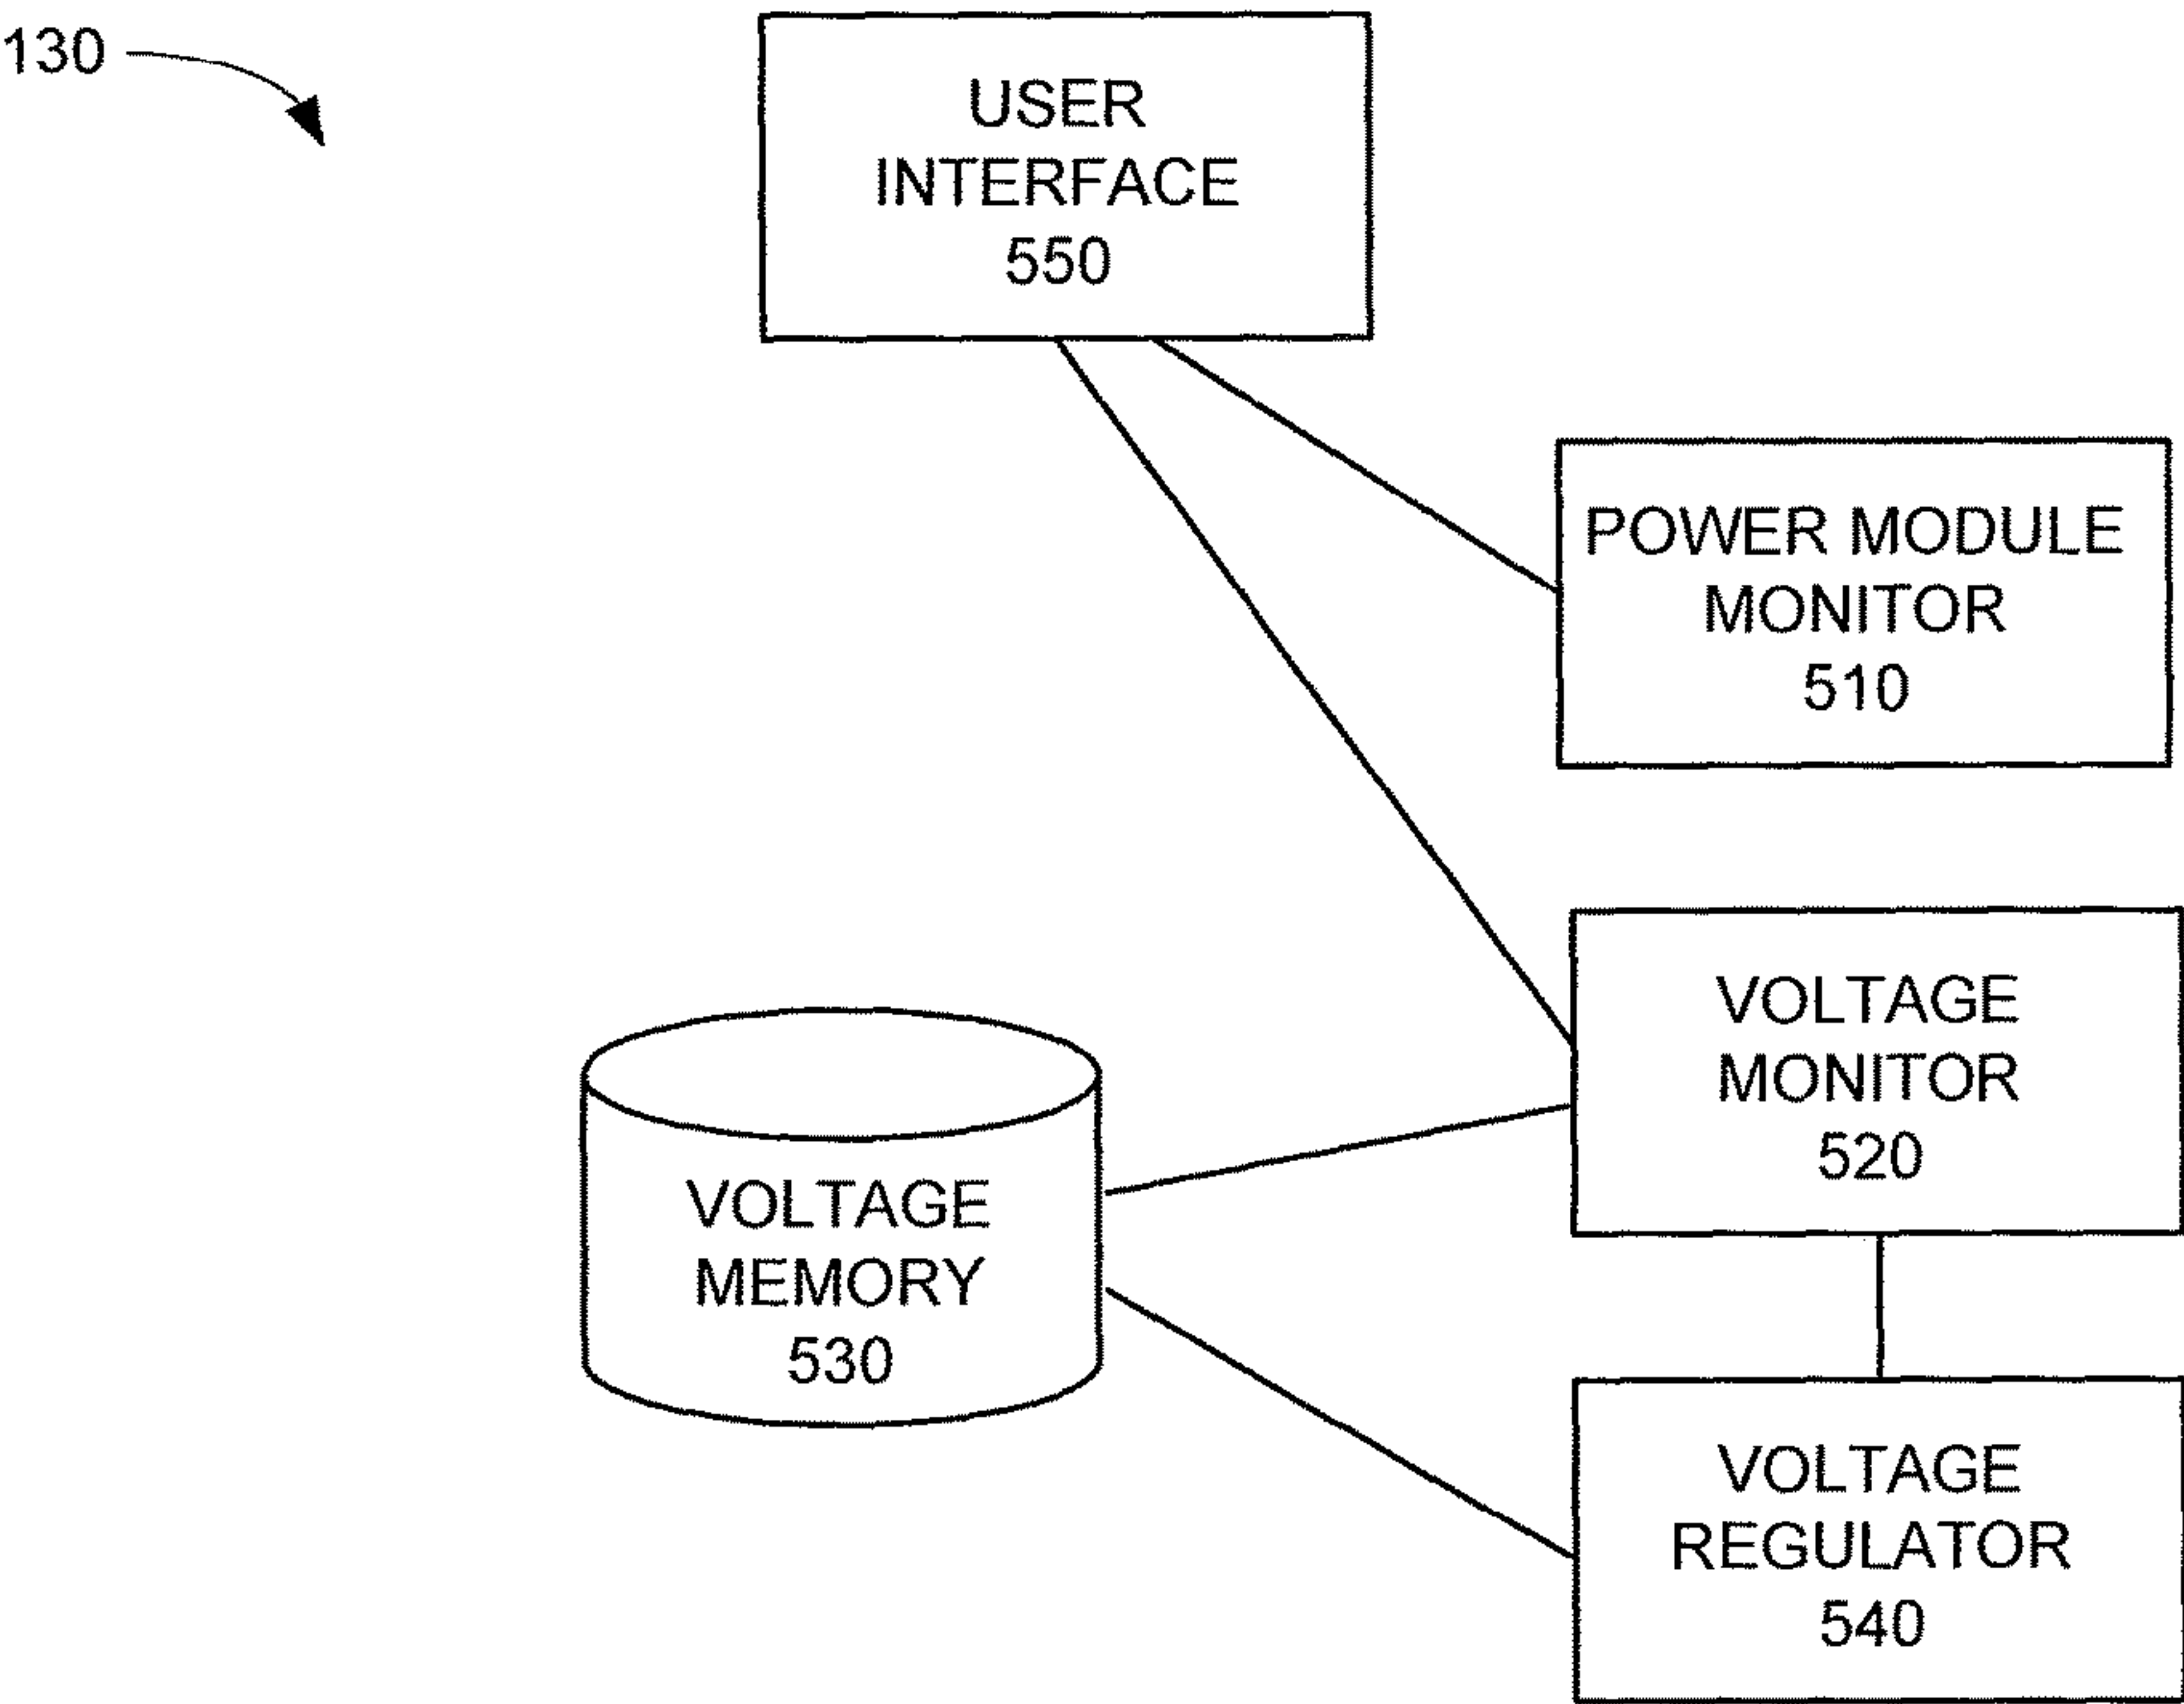 130
USER
INTERFACE
550
POWER MODULE
MONITOR
510
VOLTAGE
MONITOR
520
VOLTAGE
MEMORY
530
VOLTAGE
REGULATOR
540